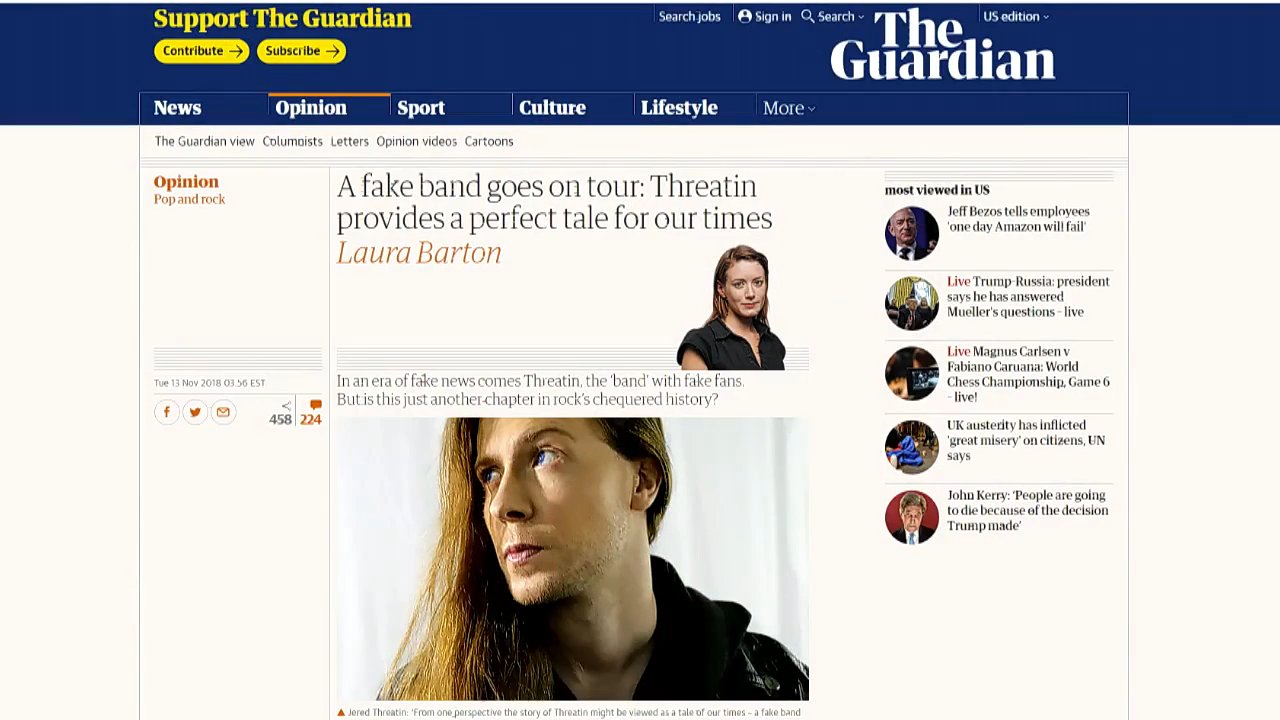 Support The Guardian
Contribute →
Subscribe →
Search jobs
Sign in
Search
US edition
The
Guardian
News
Opinion
Sport
Culture
Lifestyle
More
The Guardian view
Columnists
Letters
Opinion videos
Cartoons
Opinion
Pop and rock
A fake band goes on tour: Threatin
provides a perfect tale for our times
Laura Barton
Tue 13 Nov 2018 03.56 EST
458
224
In an era of fake news comes Threatin, the 'band' with fake fans.
But is this just another chapter in rock's chequered history?
▲ Jered Threatin: 'From one perspective the story of Threatin might be viewed as a tale of our times – a fake band
most viewed in US
Jeff Bezos tells employees
'one day Amazon will fail'
Live Trump-Russia: president
says he has answered
Mueller's questions – live
Live Magnus Carlsen v
Fabiano Caruana: World
Chess Championship, Game 6
– live!
UK austerity has inflicted
'great misery' on citizens, UN
says
John Kerry: 'People are going
to die because of the decision
Trump made'